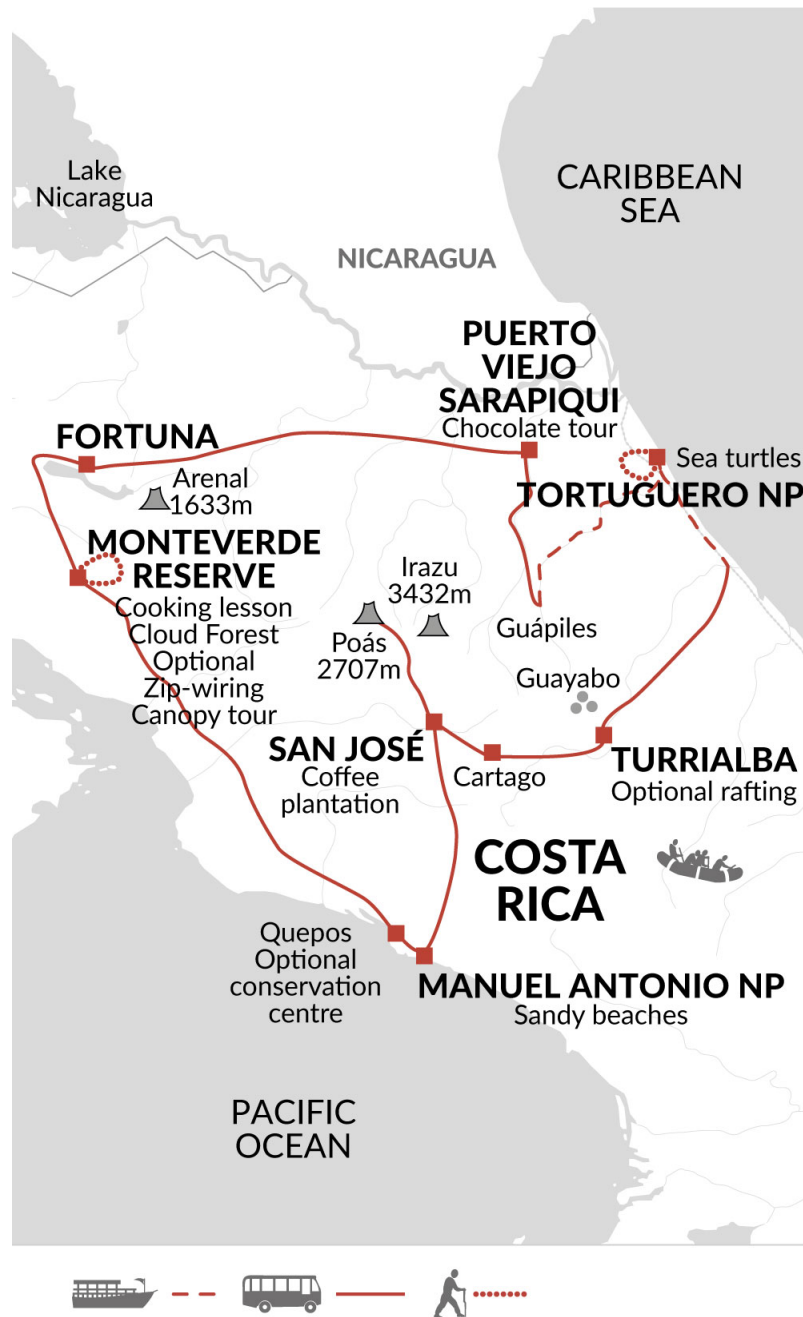 Lake
Nicaragua
CARIBBEAN
SEA
NICARAGUA
PUERTO
VIEJO
SARAPIQUI
Chocolate tour
FORTUNA
Arenal
1633m
Sea turtles
TORTUGUERO NP
MONTEVERDE
RESERVE
Cooking lesson
Cloud Forest
Optional
Zip-wiring
Canopy tour
Irazu
3432m
Poás
2707m
Guápiles
Guayabo
SAN JOSÉ
Coffee
plantation
Cartago
TURRIALBA
Optional rafting
COSTA
RICA
Quepos
Optional
conservation
centre
MANUEL ANTONIO NP
Sandy beaches
PACIFIC
OCEAN